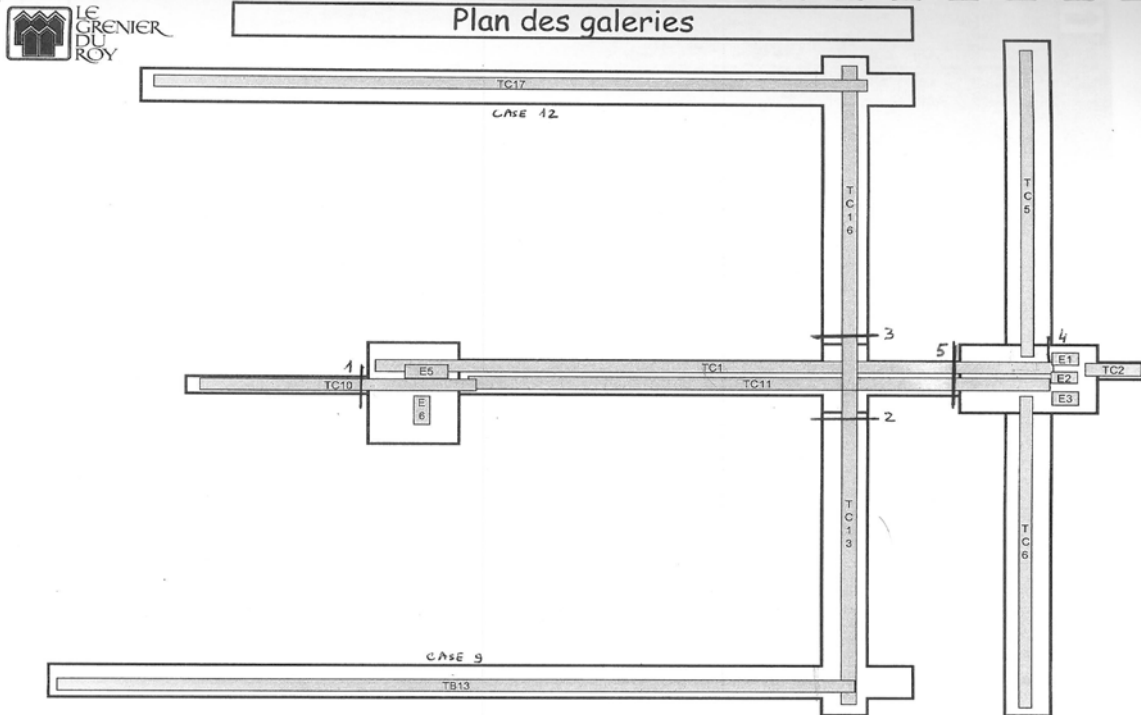 LE
GRENIER
DU
ROY
Plan des galeries
TC17
CASE 12
TC16
TC5
3
4
5
1
E5
TC1
E1
TC10
TC11
E2
TC2
E6
E3
2
TC13
TC6
CASE 9
TB13